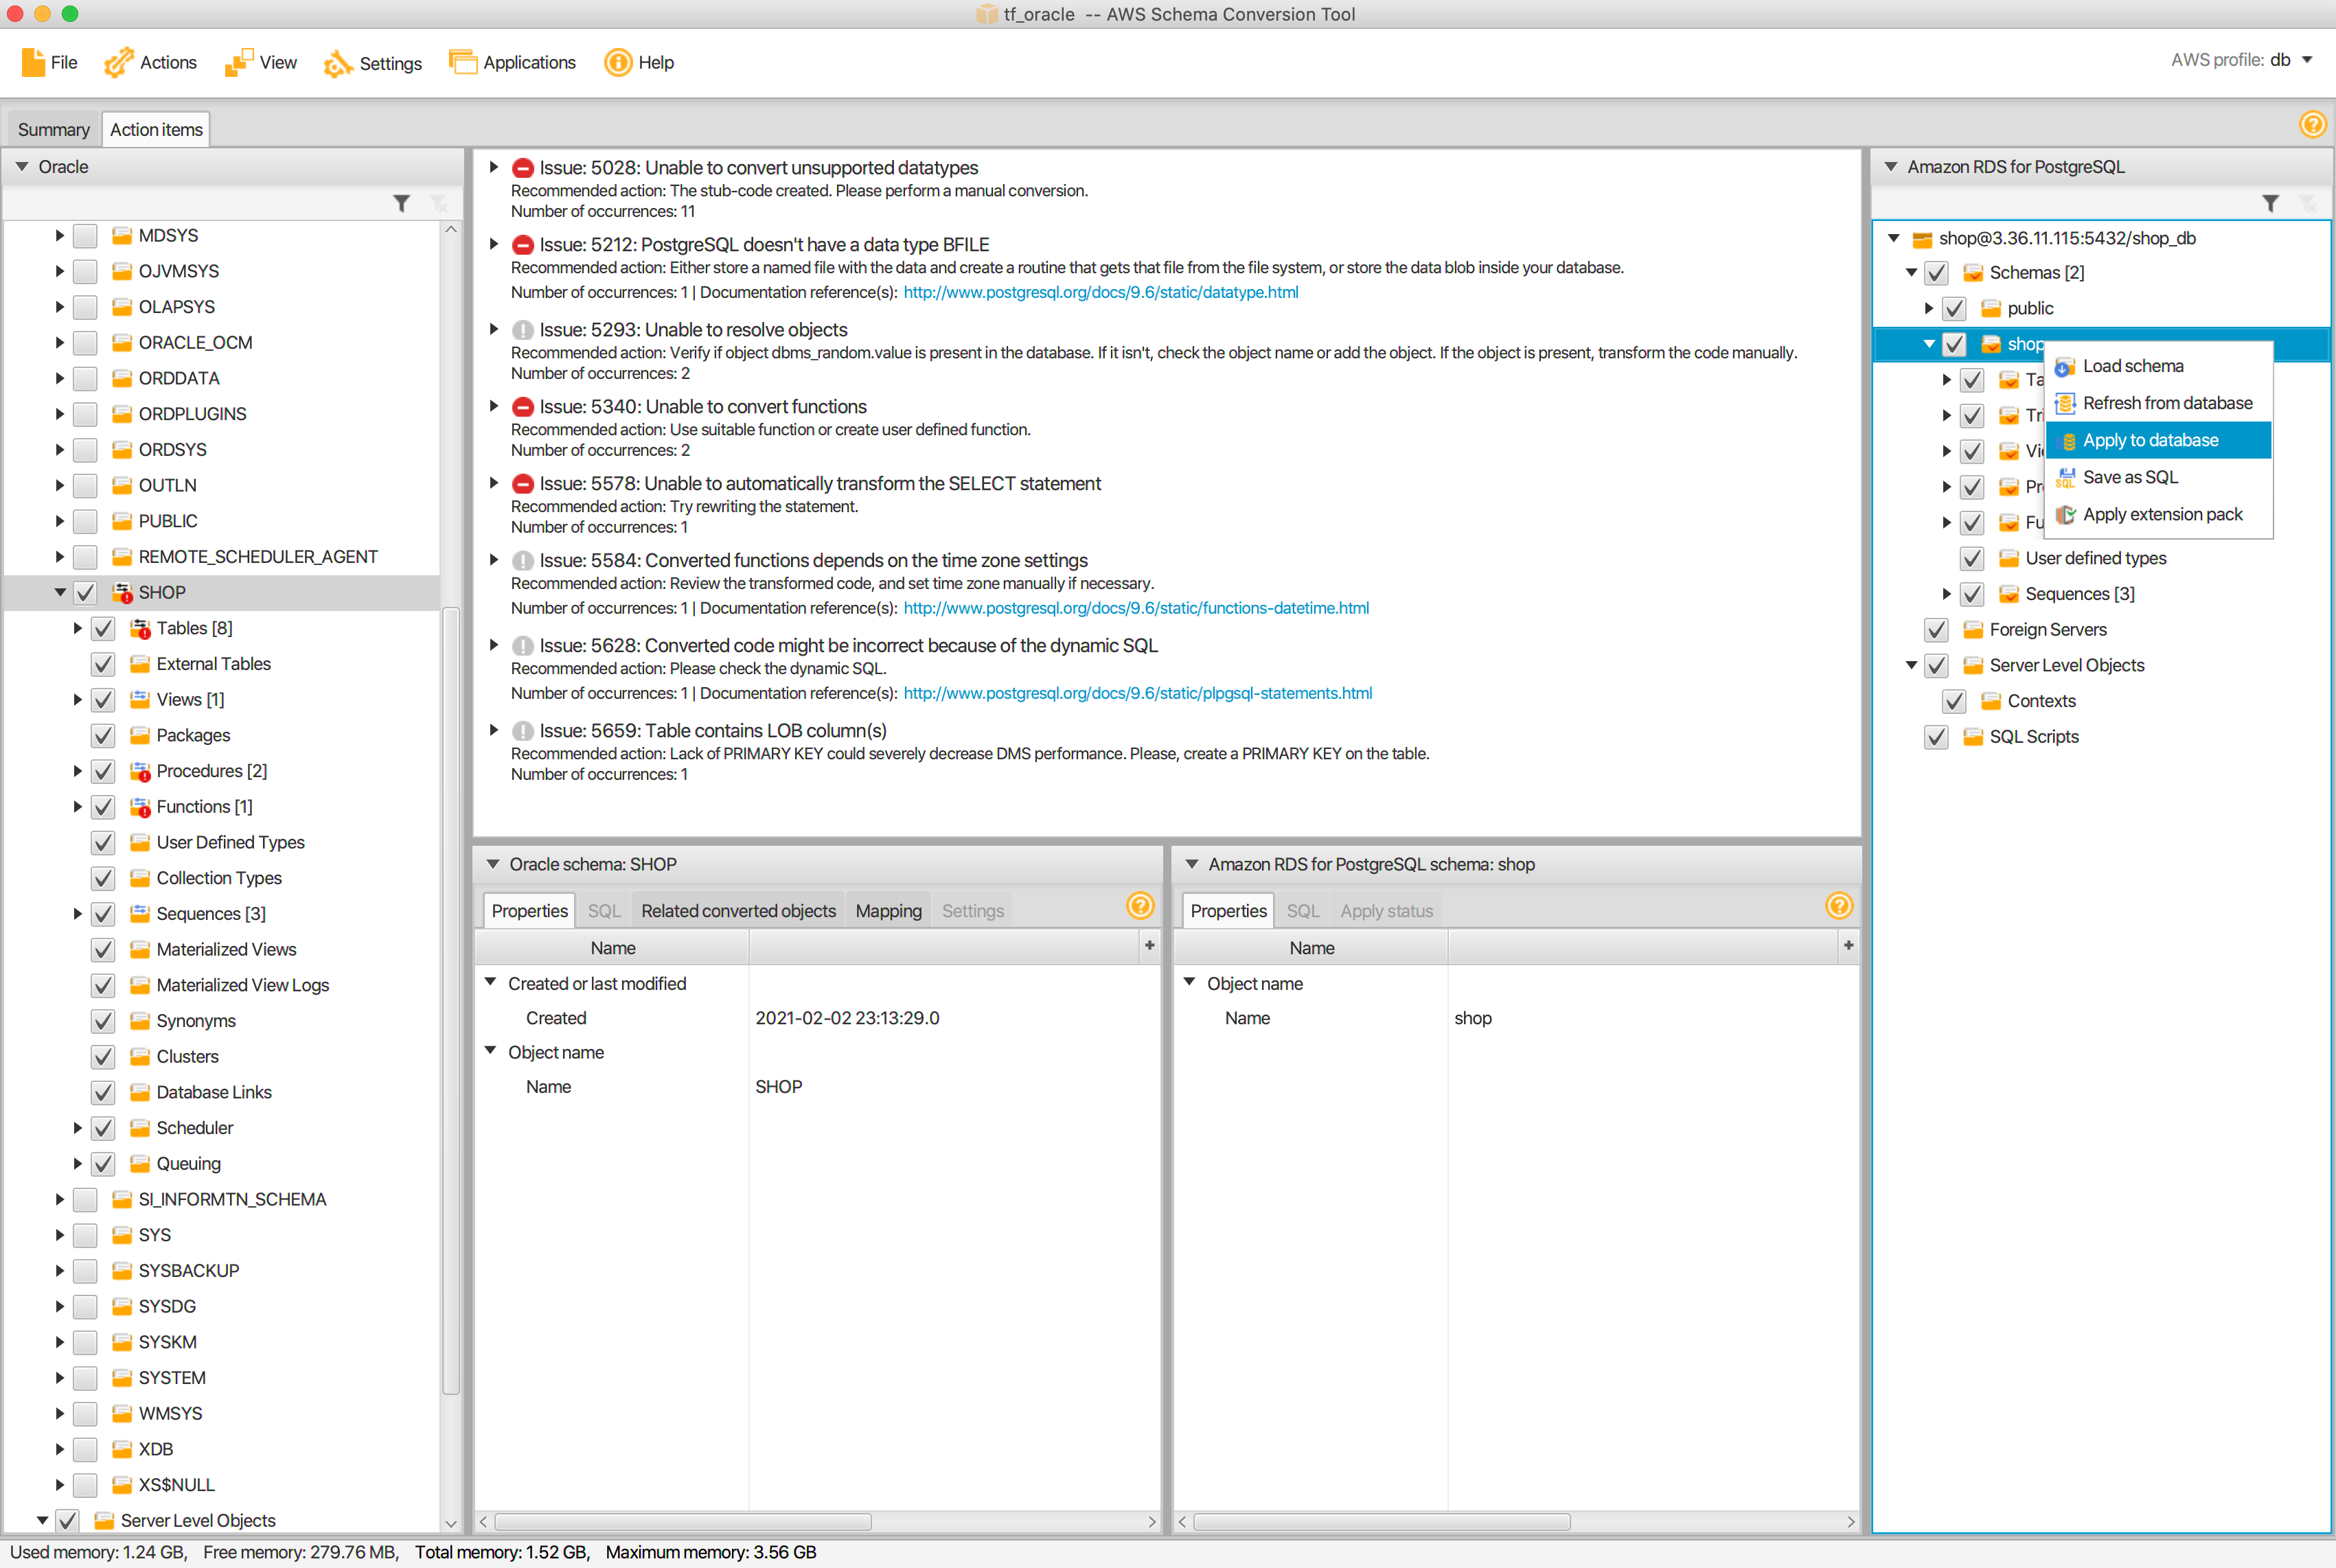 tf_oracle -- AWS Schema Conversion Tool
File
Actions
View
Settings
Applications
Help
AWS profile: db
Summary
Action items
Oracle
MDSYS
OJVMSYS
OLAPSYS
ORACLE_OCM
ORDDATA
ORDPLUGINS
ORDSYS
OUTLN
PUBLIC
REMOTE_SCHEDULER_AGENT
SHOP
Tables [8]
External Tables
Views [1]
Packages
Procedures [2]
Functions [1]
User Defined Types
Collection Types
Sequences [3]
Materialized Views
Materialized View Logs
Synonyms
Clusters
Database Links
Scheduler
Queuing
SI_INFORMTN_SCHEMA
SYS
SYSBACKUP
SYSDG
SYSKM
SYSTEM
WMSYS
XDB
XS$NULL
Server Level Objects
Issue: 5028: Unable to convert unsupported datatypes
Recommended action: The stub-code created. Please perform a manual conversion.
Number of occurrences: 11
Issue: 5212: PostgreSQL doesn't have a data type BFILE
Recommended action: Either store a named file with the data and create a routine that gets that file from the file system, or store the data blob inside your database.
Number of occurrences: 1 | Documentation reference(s): http://www.postgresql.org/docs/9.6/static/datatype.html
Issue: 5293: Unable to resolve objects
Recommended action: Verify if object dbms_random.value is present in the database. If it isn't, check the object name or add the object. If the object is present, transform the code manually.
Number of occurrences: 2
Issue: 5340: Unable to convert functions
Recommended action: Use suitable function or create user defined function.
Number of occurrences: 2
Issue: 5578: Unable to automatically transform the SELECT statement
Recommended action: Try rewriting the statement.
Number of occurrences: 1
Issue: 5584: Converted functions depends on the time zone settings
Recommended action: Review the transformed code, and set time zone manually if necessary.
Number of occurrences: 1 | Documentation reference(s): http://www.postgresql.org/docs/9.6/static/functions-datetime.html
Issue: 5628: Converted code might be incorrect because of the dynamic SQL
Recommended action: Please check the dynamic SQL.
Number of occurrences: 1 | Documentation reference(s): http://www.postgresql.org/docs/9.6/static/plpgsql-statements.html
Issue: 5659: Table contains LOB column(s)
Recommended action: Lack of PRIMARY KEY could severely decrease DMS performance. Please, create a PRIMARY KEY on the table.
Number of occurrences: 1
Oracle schema: SHOP
Properties
SQL
Related converted objects
Mapping
Settings
Name
Created or last modified
Created 2021-02-02 23:13:29.0
Object name
Name SHOP
Amazon RDS for PostgreSQL schema: shop
Properties
SQL
Apply status
Name
Object name
Name shop
Amazon RDS for PostgreSQL
shop@3.36.11.115:5432/shop_db
Schemas [2]
public
shop
Ta
Tri
Vie
Pr
Fu
User defined types
Sequences [3]
Foreign Servers
Server Level Objects
Contexts
SQL Scripts
Load schema
Refresh from database
Apply to database
Save as SQL
Apply extension pack
Used memory: 1.24 GB, Free memory: 279.76 MB, Total memory: 1.52 GB, Maximum memory: 3.56 GB